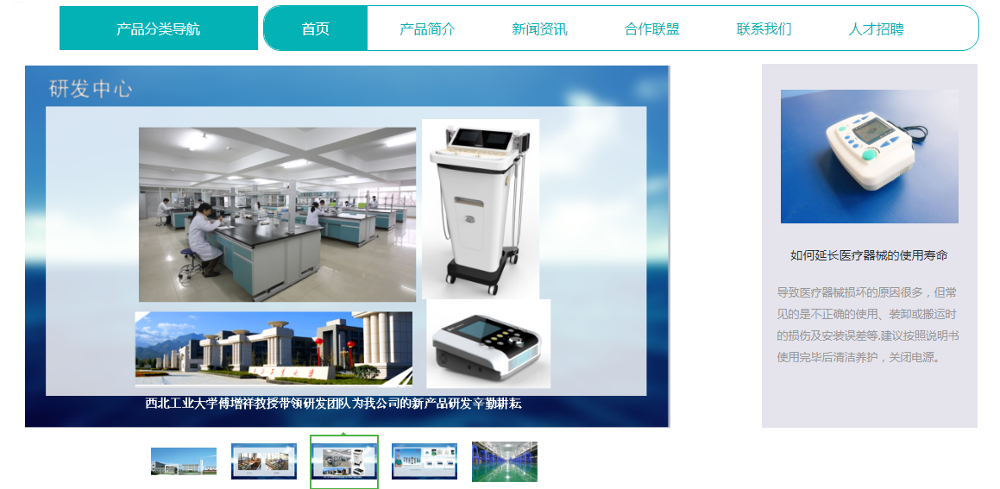 产品分类导航
首页
产品简介
新闻资讯
合作联盟
联系我们
人才招聘
研发中心
西北工业大学傅增祥教授带领研发团队为我公司的新产品研发辛勤耕耘
如何延长医疗器械的使用寿命
导致医疗器械损坏的原因很多，但常
见的是不正确的使用、装卸或搬运时
的损伤及安装误差等.建议按照说明书
使用完毕后清洁养护，关闭电源。